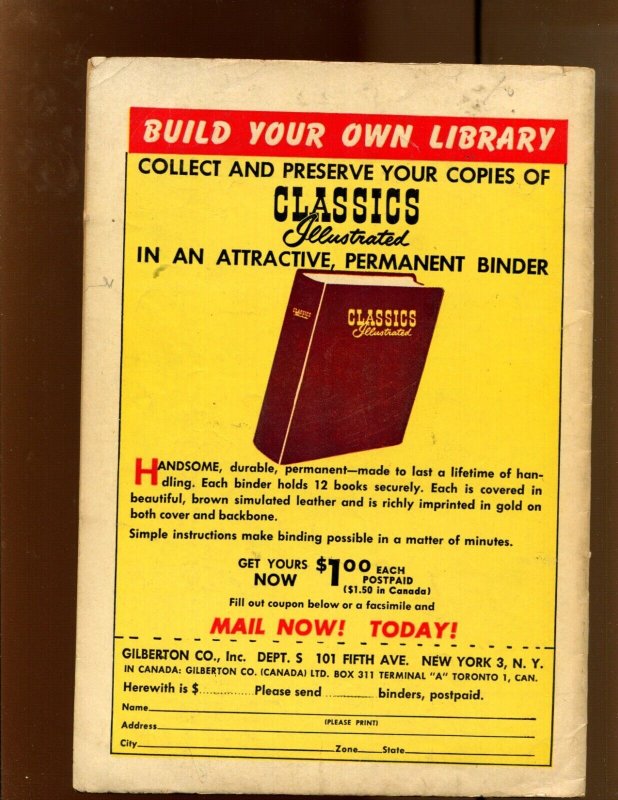 BUILD YOUR OWN LIBRARY
COLLECT AND PRESERVE YOUR COPIES OF
CLASSICS
Illustrated
IN AN ATTRACTIVE, PERMANENT BINDER
CLASSICS
CLASSICS
Illustrated
HANDSOME, durable, permanent—made to last a lifetime of han-
dling. Each binder holds 12 books securely. Each is covered in
beautiful, brown simulated leather and is richly imprinted in gold on
both cover and backbone.
Simple instructions make binding possible in a matter of minutes.
GET YOURS NOW $1.00 EACH POSTPAID
($1.50 in Canada)
Fill out coupon below or a facsimile and
MAIL NOW! TODAY!
GILBERTON CO., Inc. DEPT. S 101 FIFTH AVE. NEW YORK 3, N. Y.
IN CANADA: GILBERTON CO. (CANADA) LTD. BOX 311 TERMINAL "A" TORONTO 1, CAN.
Herewith is $.............. Please send .............. binders, postpaid.
Name
Address (PLEASE PRINT)
City Zone State